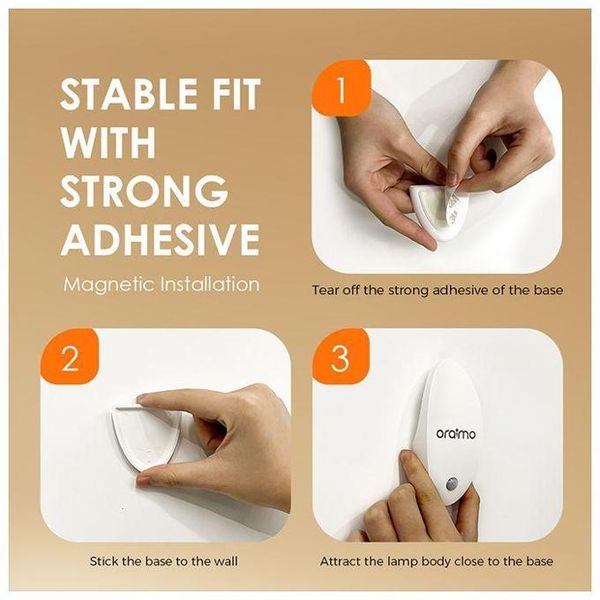 STABLE FIT
WITH
STRONG
ADHESIVE
Magnetic Installation
1
Tear off the strong adhesive of the base
2
Stick the base to the wall
3
oraimo
Attract the lamp body close to the base